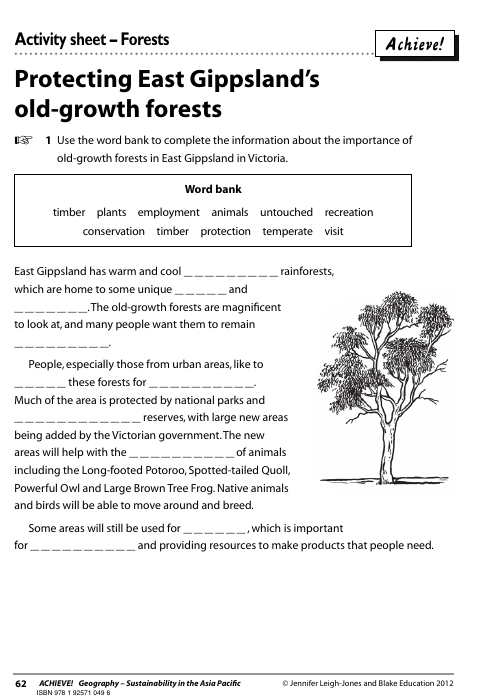 Activity sheet – Forests
Achieve!
Protecting East Gippsland's
old-growth forests
1 Use the word bank to complete the information about the importance of
old-growth forests in East Gippsland in Victoria.
Word bank
timber plants employment animals untouched recreation
conservation timber protection temperate visit
East Gippsland has warm and cool _ _ _ _ _ _ _ _ _ rainforests,
which are home to some unique _ _ _ _ _ and
_ _ _ _ _ _ _. The old-growth forests are magnificent
to look at, and many people want them to remain
_ _ _ _ _ _ _ _ _.
People, especially those from urban areas, like to
_ _ _ _ _ these forests for _ _ _ _ _ _ _ _ _ _.
Much of the area is protected by national parks and
_ _ _ _ _ _ _ _ _ _ _ _ reserves, with large new areas
being added by the Victorian government. The new
areas will help with the _ _ _ _ _ _ _ _ _ _ of animals
including the Long-footed Potoroo, Spotted-tailed Quoll,
Powerful Owl and Large Brown Tree Frog. Native animals
and birds will be able to move around and breed.
Some areas will still be used for _ _ _ _ _ _, which is important
for _ _ _ _ _ _ _ _ _ _ and providing resources to make products that people need.
62 ACHIEVE! Geography – Sustainability in the Asia Pacific © Jennifer Leigh-Jones and Blake Education 2012
ISBN 978 1 92571 049 6